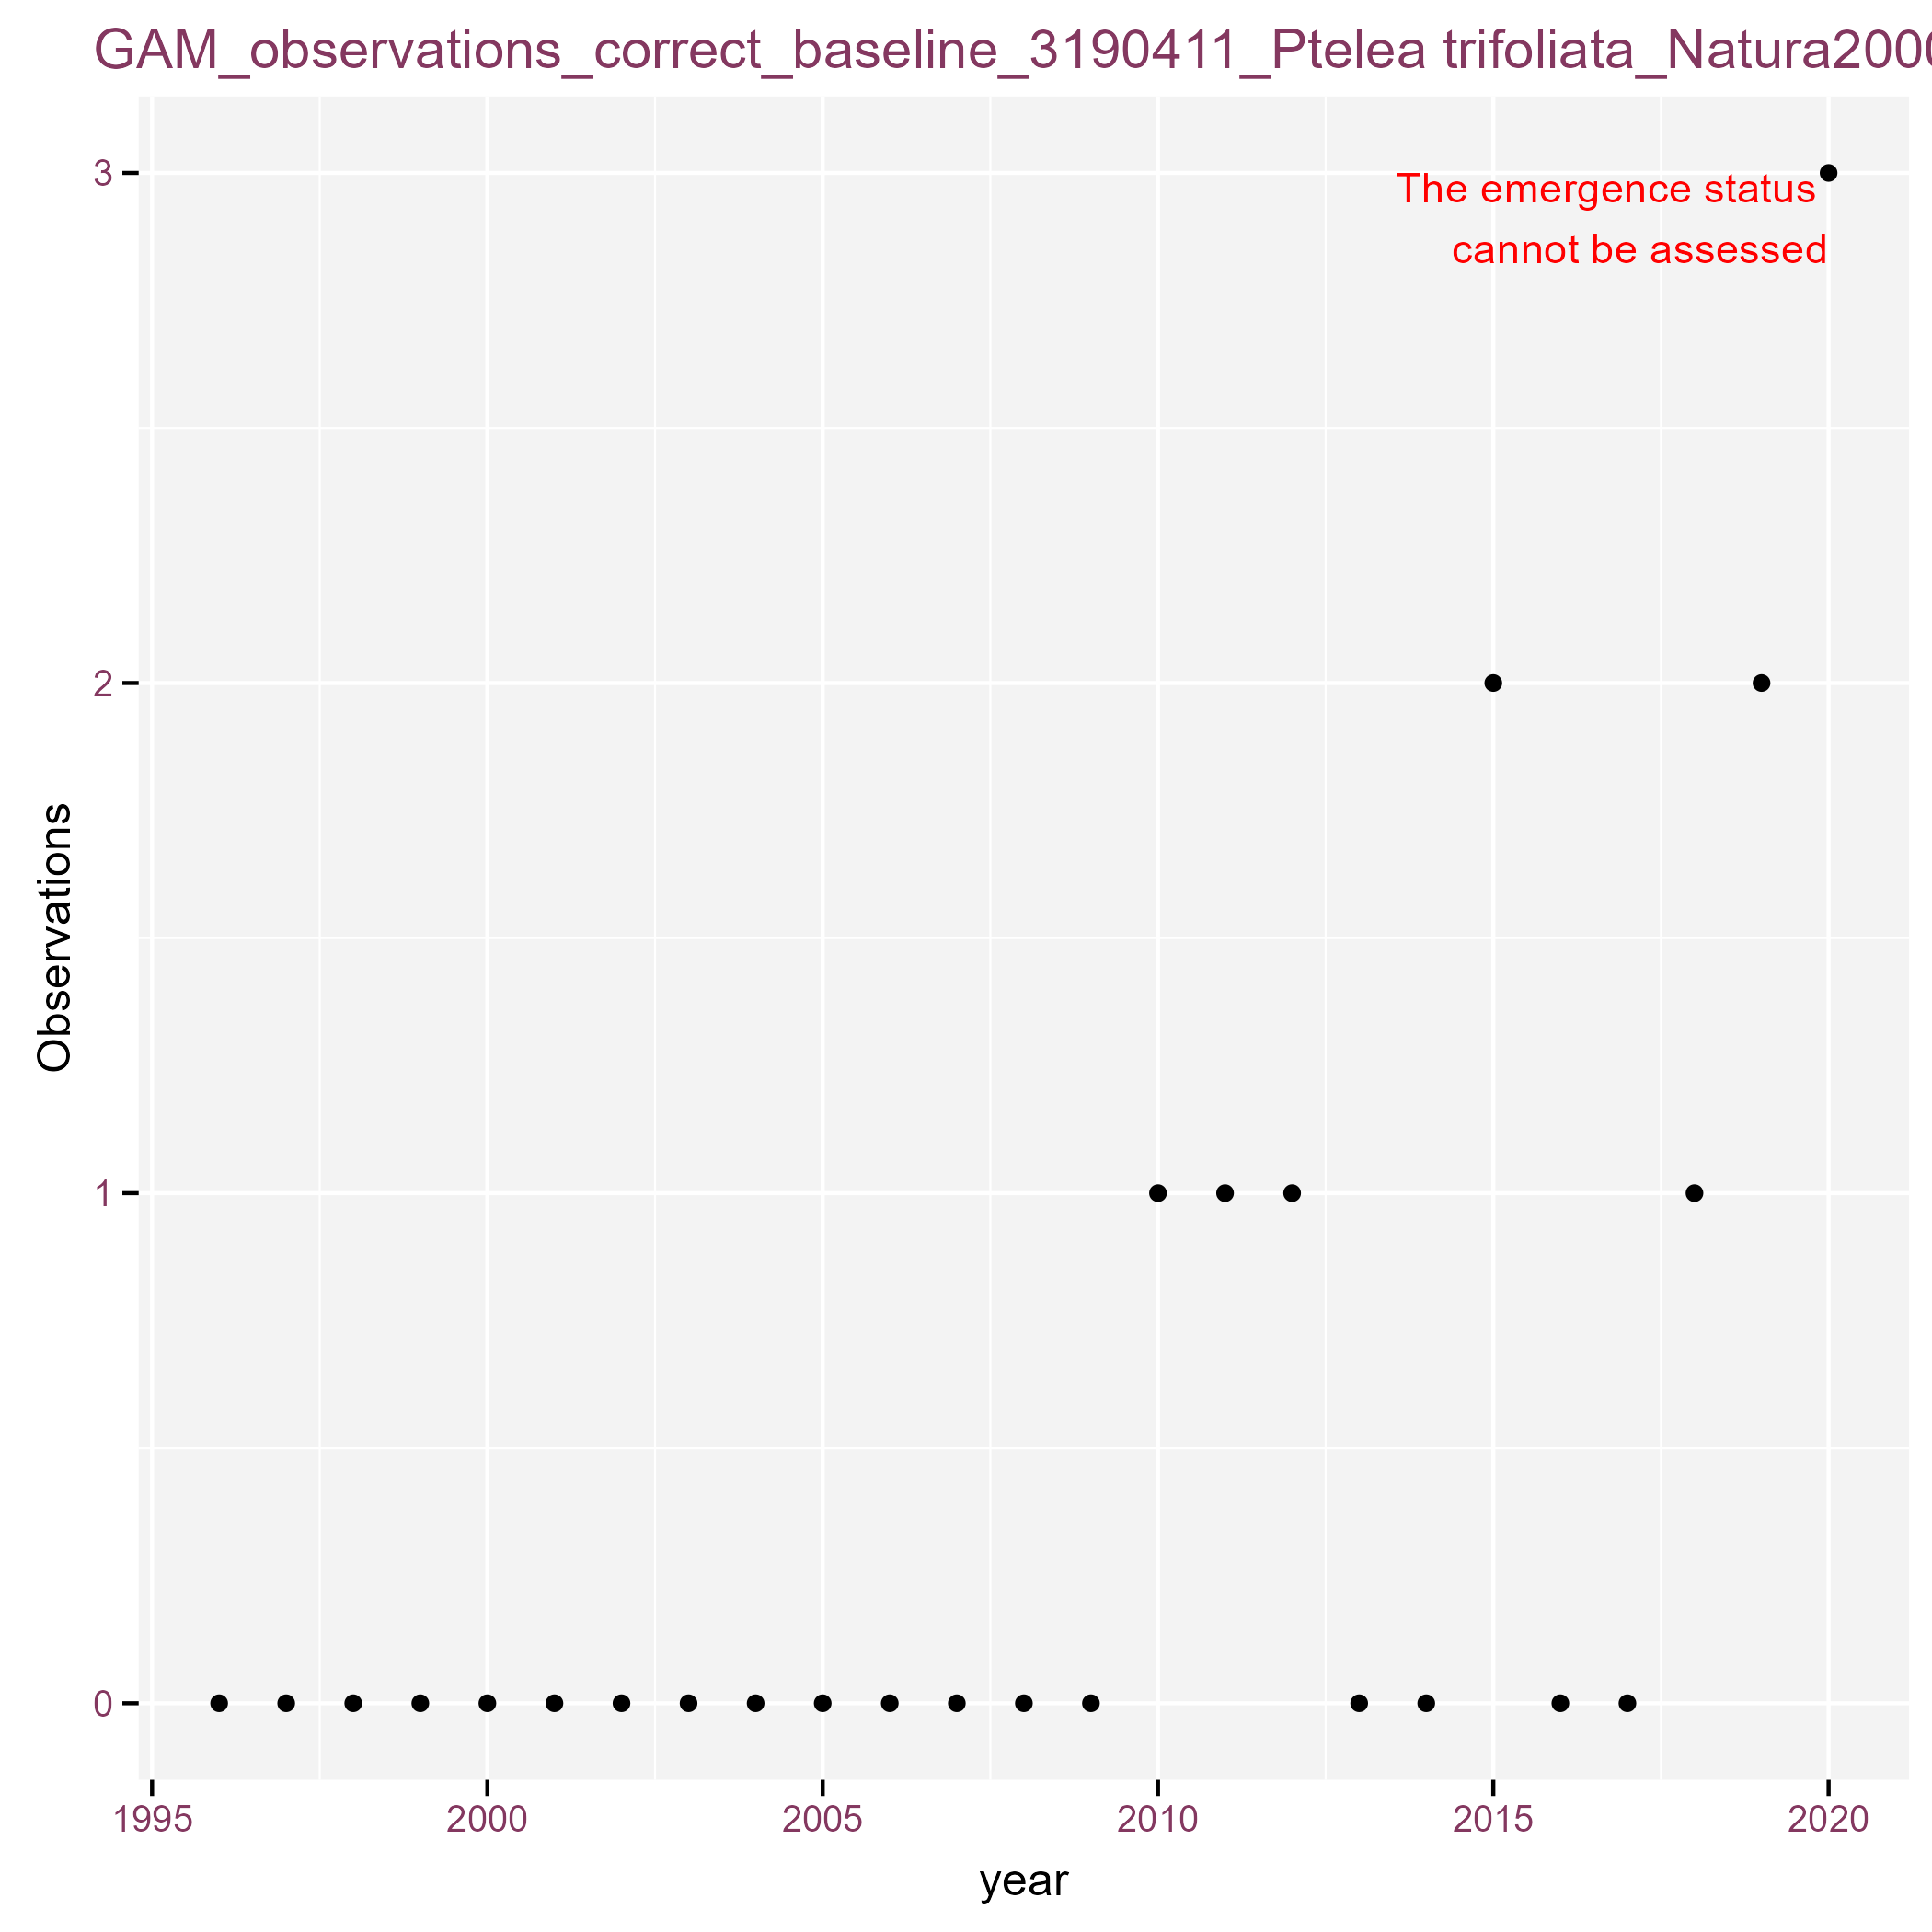 GAM_observations_correct_baseline_3190411_Ptelea trifoliata_Natura2000
3
The emergence status
cannot be assessed
2
Observations
1
0
1995 2000 2005 2010 2015 2020
year